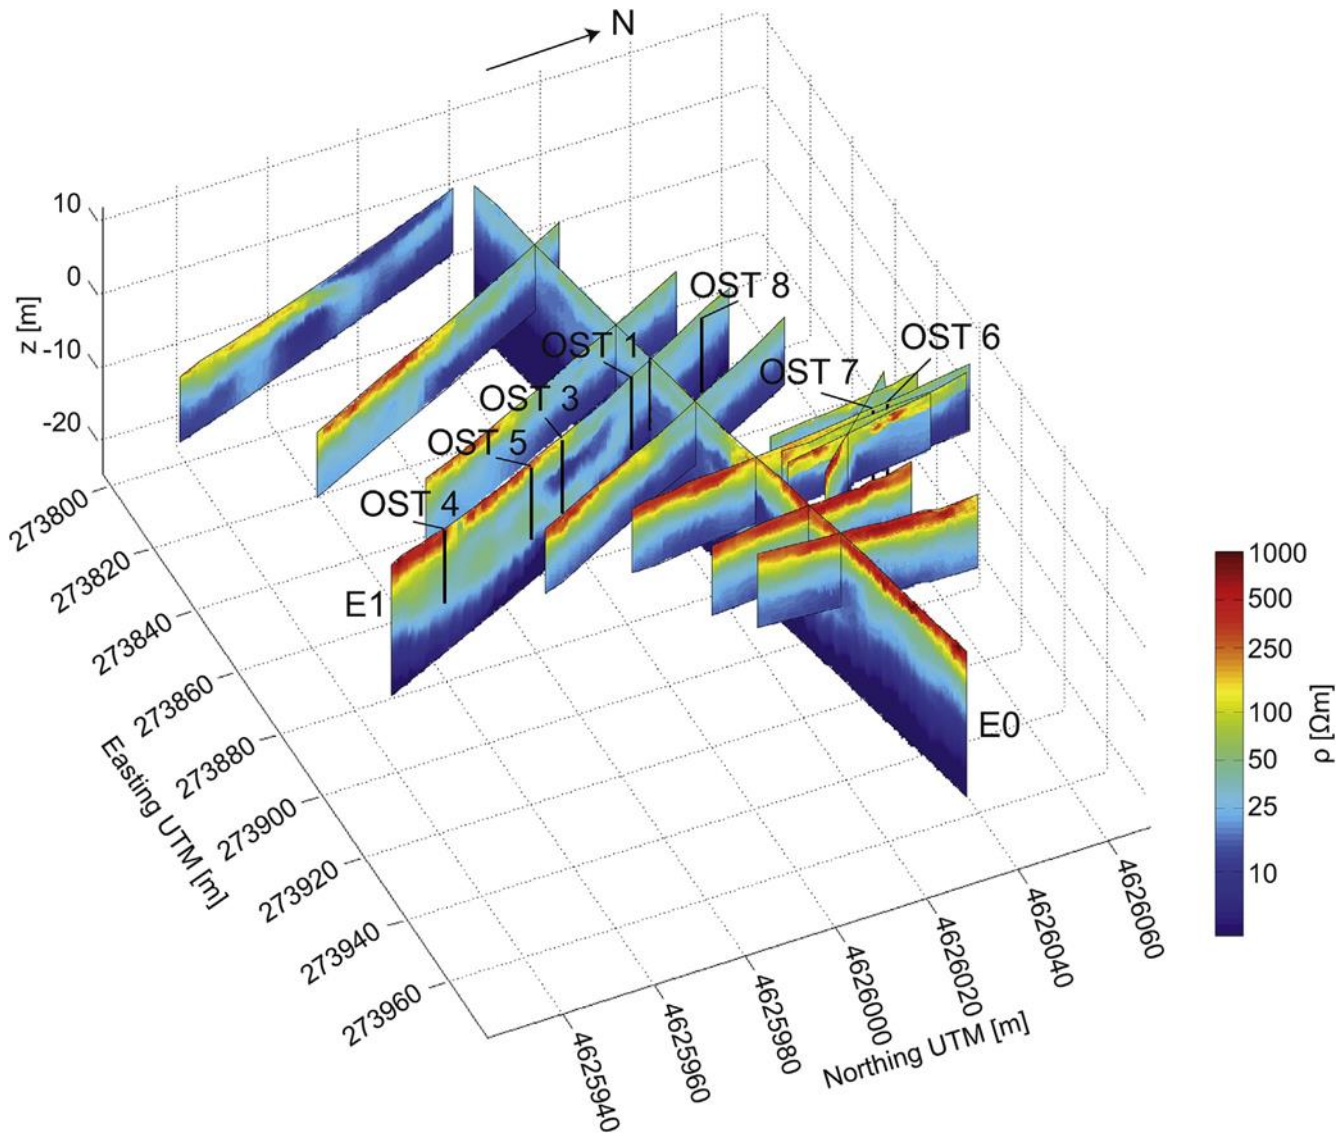 N
10
0
-10
-20
z [m]
OST 8
OST 1
OST 6
OST 7
OST 3
OST 5
OST 4
E1
E0
273800
273820
273840
273860
273880
273900
273920
273940
273960
Easting UTM [m]
4625940
4625960
4625980
4626000
4626020
4626040
4626060
Northing UTM [m]
1000
500
250
100
50
25
10
ρ [Ωm]